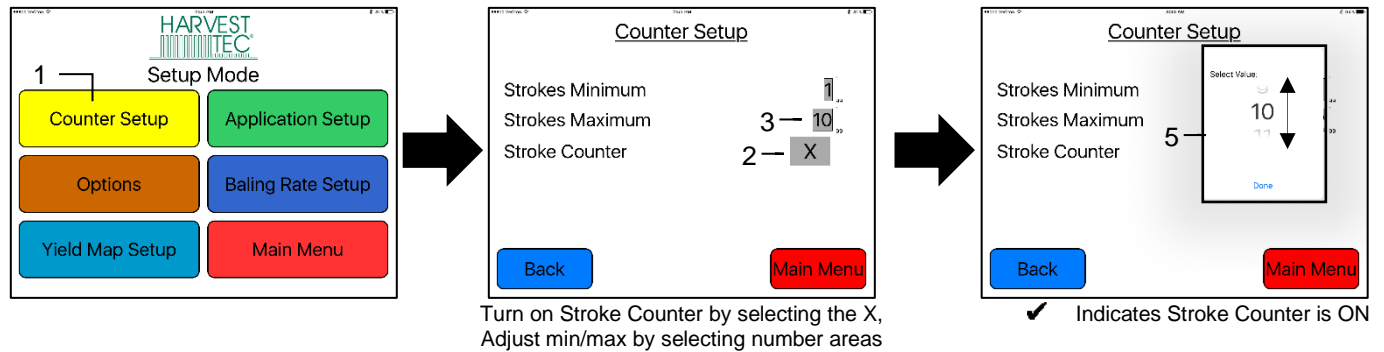 HARVEST
TEC
Setup Mode
1
Counter Setup
Application Setup
Options
Baling Rate Setup
Yield Map Setup
Main Menu
Counter Setup
Strokes Minimum
1
Strokes Maximum
3
10
Stroke Counter
2
X
Back
Main Menu
Turn on Stroke Counter by selecting the X,
Adjust min/max by selecting number areas
Counter Setup
Strokes Minimum
Strokes Maximum
Stroke Counter
Select Value:
9
10
11
5
Done
Back
Main Menu
✔ Indicates Stroke Counter is ON